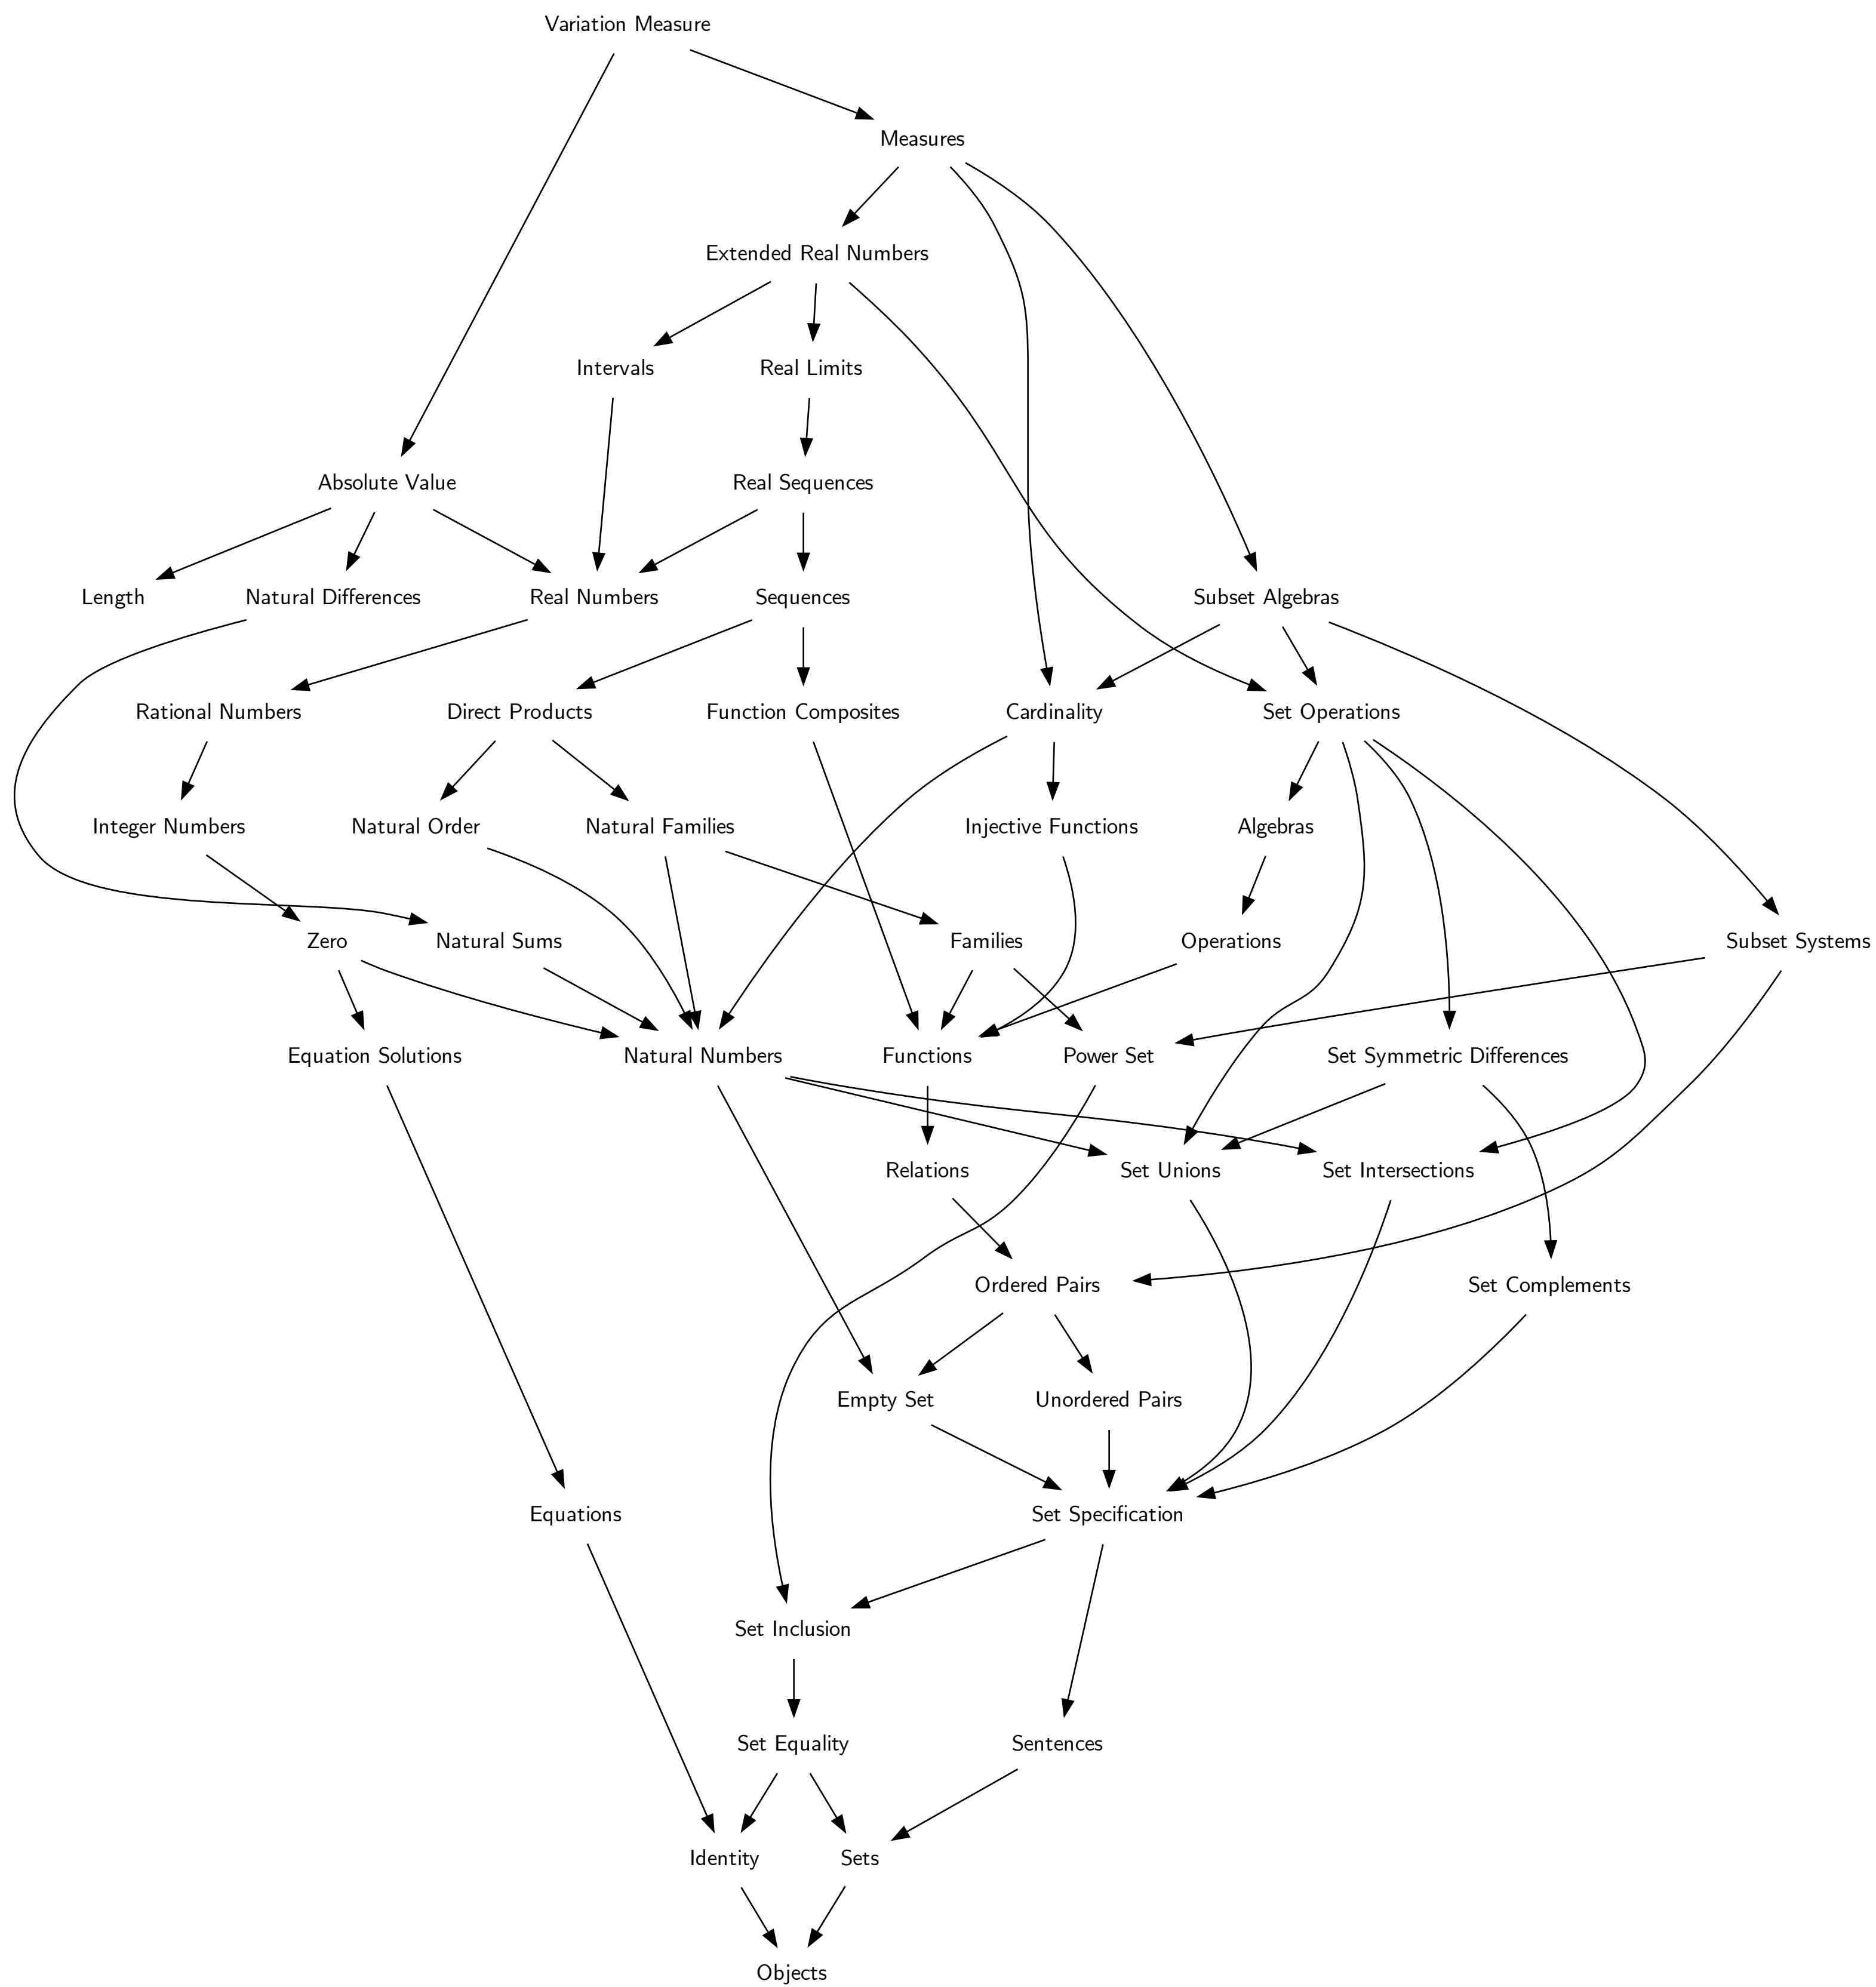 Variation Measure
Measures
Extended Real Numbers
Intervals
Real Limits
Absolute Value
Real Sequences
Length
Natural Differences
Real Numbers
Sequences
Subset Algebras
Rational Numbers
Direct Products
Function Composites
Cardinality
Set Operations
Integer Numbers
Natural Order
Natural Families
Injective Functions
Algebras
Zero
Natural Sums
Families
Operations
Subset Systems
Equation Solutions
Natural Numbers
Functions
Power Set
Set Symmetric Differences
Relations
Set Unions
Set Intersections
Ordered Pairs
Set Complements
Empty Set
Unordered Pairs
Equations
Set Specification
Set Inclusion
Set Equality
Sentences
Identity
Sets
Objects